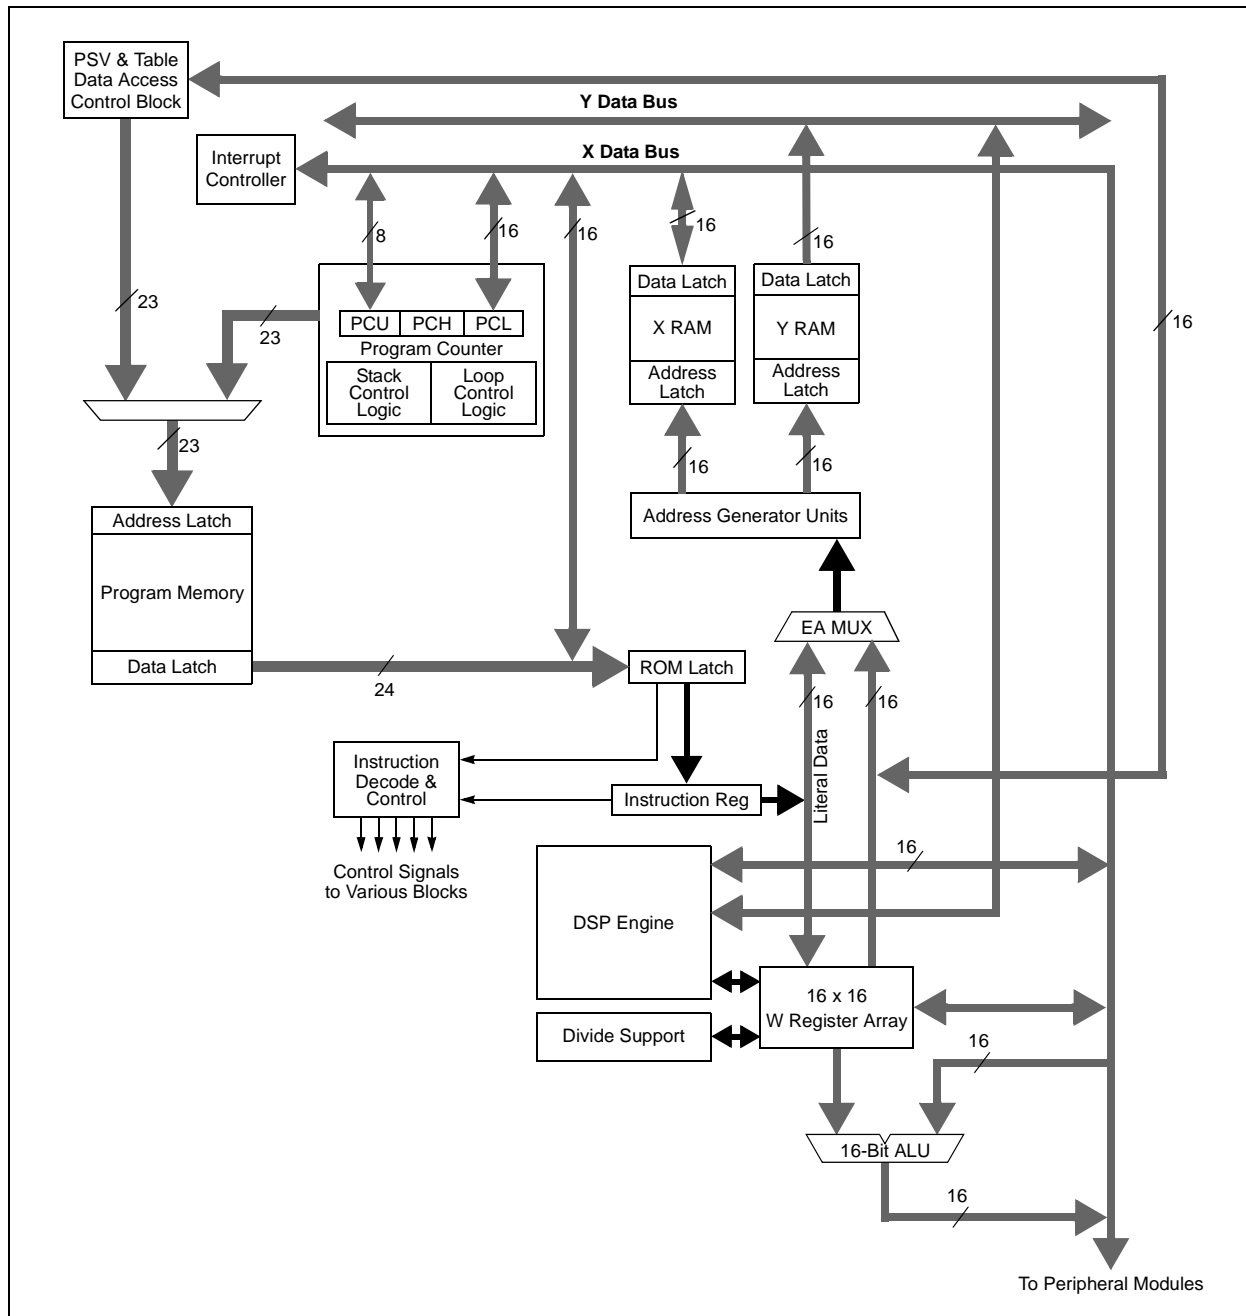 PSV & Table
Data Access
Control Block
Y Data Bus
Interrupt
Controller
X Data Bus
8
16
16
16
16
23
23
16
Data Latch
X RAM
Address
Latch
Data Latch
Y RAM
Address
Latch
PCU
PCH
PCL
Program Counter
Stack
Control
Logic
Loop
Control
Logic
23
16
16
Address Latch
Program Memory
Data Latch
Address Generator Units
EA MUX
24
ROM Latch
16
16
Literal Data
Instruction
Decode &
Control
Instruction Reg
Control Signals
to Various Blocks
16
DSP Engine
16 x 16
W Register Array
Divide Support
16
16-Bit ALU
16
To Peripheral Modules